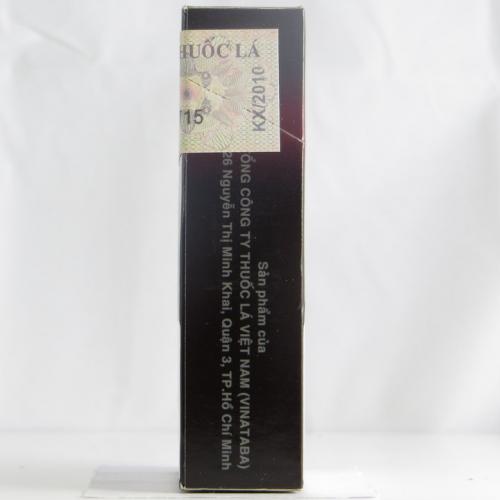 HUỐC LÁ
/15
KX/2010
Sản phẩm của
ỔNG CÔNG TY THUỐC LÁ VIỆT NAM (VINATABA)
26 Nguyễn Thị Minh Khai, Quận 3, TP.Hồ Chí Minh